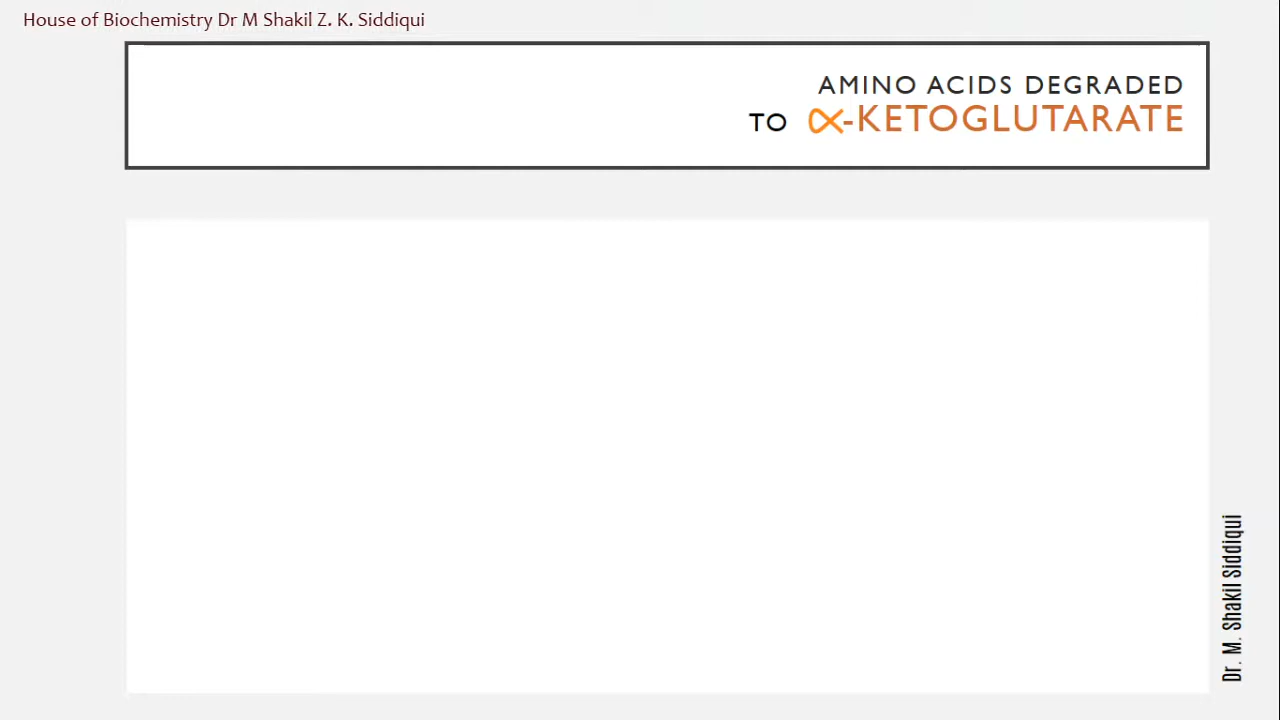 House of Biochemistry Dr M Shakil Z. K. Siddiqui
AMINO ACIDS DEGRADED
TO α-KETOGLUTARATE
Dr. M. Shakil Siddiqui